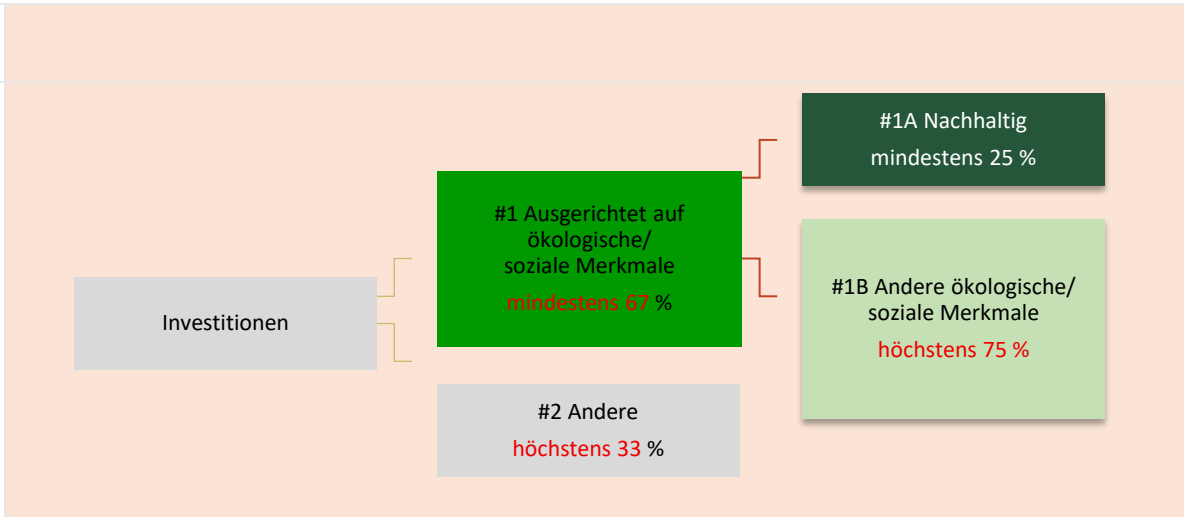 #1A Nachhaltig
mindestens 25 %
#1 Ausgerichtet auf
ökologische/
soziale Merkmale
mindestens 67 %
#1B Andere ökologische/
soziale Merkmale
höchstens 75 %
Investitionen
#2 Andere
höchstens 33 %